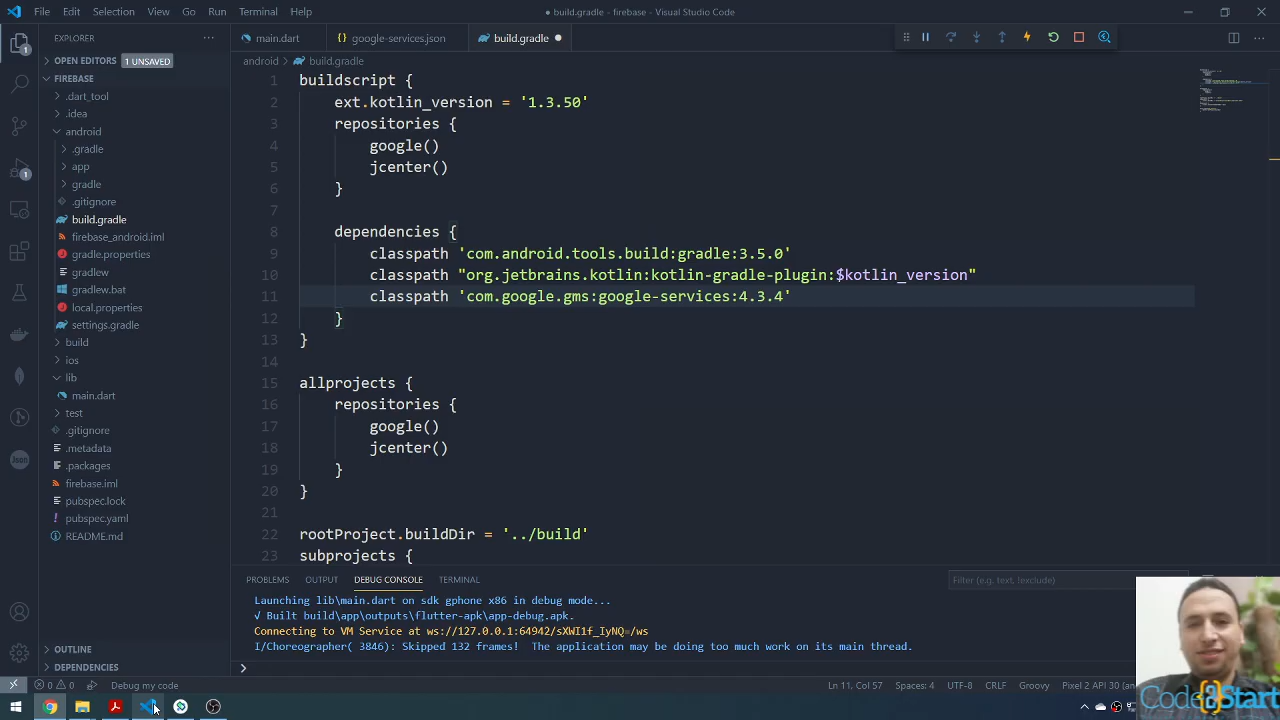 File Edit Selection View Go Run Terminal Help
● build.gradle - firebase - Visual Studio Code
EXPLORER
main.dart
google-services.json
build.gradle
OPEN EDITORS 1 UNSAVED
android > build.gradle
FIREBASE
.dart_tool
.idea
android
.gradle
app
gradle
.gitignore
build.gradle
firebase_android.iml
gradle.properties
gradlew
gradlew.bat
local.properties
settings.gradle
build
ios
lib
main.dart
test
.gitignore
.metadata
.packages
firebase.iml
pubspec.lock
pubspec.yaml
README.md
OUTLINE
DEPENDENCIES
1 buildscript {
2 ext.kotlin_version = '1.3.50'
3 repositories {
4 google()
5 jcenter()
6 }
7
8 dependencies {
9 classpath 'com.android.tools.build:gradle:3.5.0'
10 classpath "org.jetbrains.kotlin:kotlin-gradle-plugin:$kotlin_version"
11 classpath 'com.google.gms:google-services:4.3.4'
12 }
13 }
14
15 allprojects {
16 repositories {
17 google()
18 jcenter()
19 }
20 }
21
22 rootProject.buildDir = '../build'
23 subprojects {
PROBLEMS OUTPUT DEBUG CONSOLE TERMINAL
Filter (e.g. text, !exclude)
Launching lib\main.dart on sdk gphone x86 in debug mode...
√ Built build\app\outputs\flutter-apk\app-debug.apk.
Connecting to VM Service at ws://127.0.0.1:64942/sXWI1f_IyNQ=/ws
I/Choreographer( 3846): Skipped 132 frames! The application may be doing too much work on its main thread.
0 0 Debug my code
Ln 11, Col 57 Spaces: 4 UTF-8 CRLF Groovy Pixel 2 API 30
Json
1
1
Code2Start